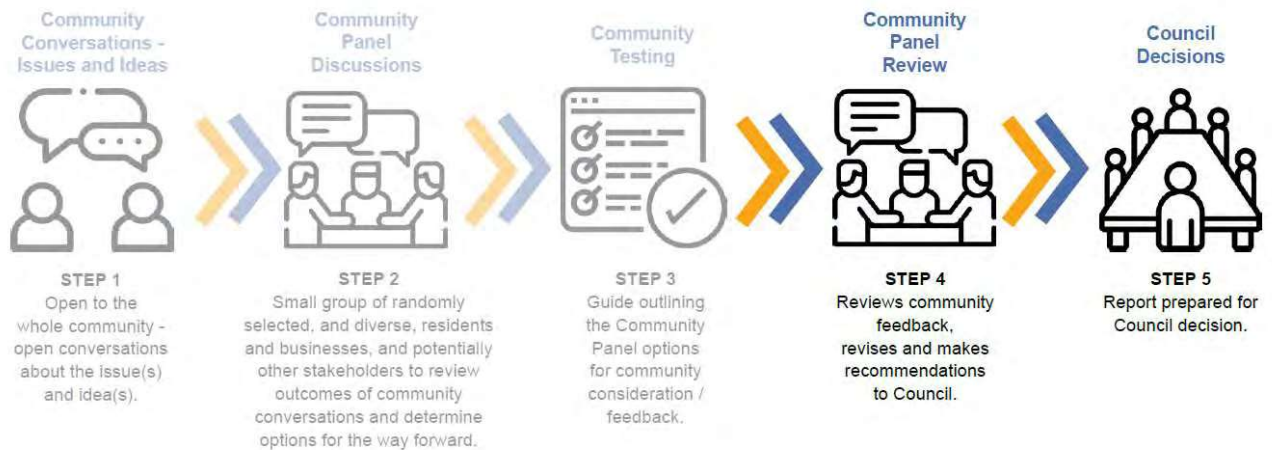 Community
Conversations -
Issues and Ideas
STEP 1
Open to the
whole community -
open conversations
about the issue(s)
and idea(s).
Community
Panel
Discussions
STEP 2
Small group of randomly
selected, and diverse, residents
and businesses, and potentially
other stakeholders to review
outcomes of community
conversations and determine
options for the way forward.
Community
Testing
STEP 3
Guide outlining
the Community
Panel options
for community
consideration /
feedback.
Community
Panel
Review
STEP 4
Reviews community
feedback,
revises and makes
recommendations
to Council.
Council
Decisions
STEP 5
Report prepared for
Council decision.